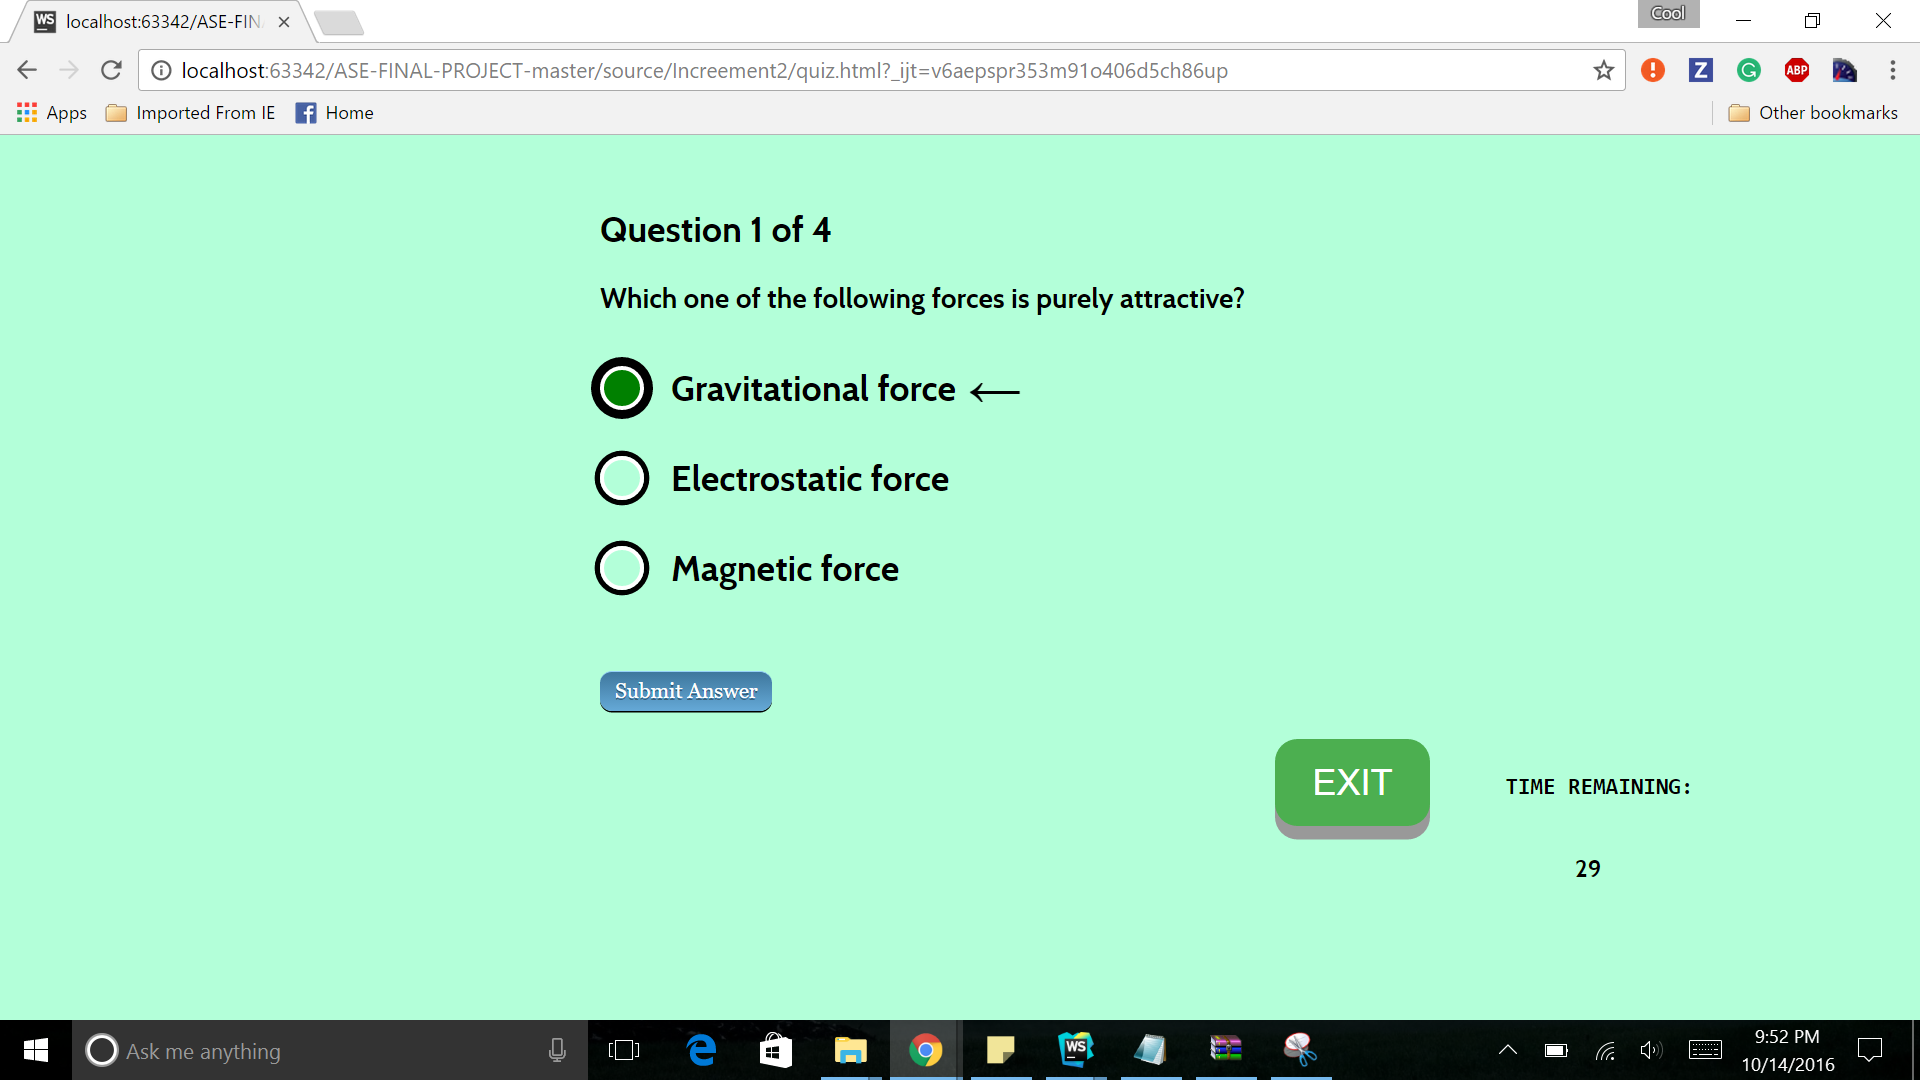 localhost:63342/ASE-FIN
Cool
localhost:63342/ASE-FINAL-PROJECT-master/source/Increement2/quiz.html?_ijt=v6aepspr353m91o406d5ch86up
Apps
Imported From IE
Home
Other bookmarks
Question 1 of 4
Which one of the following forces is purely attractive?
Gravitational force ←
Electrostatic force
Magnetic force
Submit Answer
EXIT
TIME REMAINING:
29
Ask me anything
9:52 PM
10/14/2016
WS
ABP
Z
G
WS